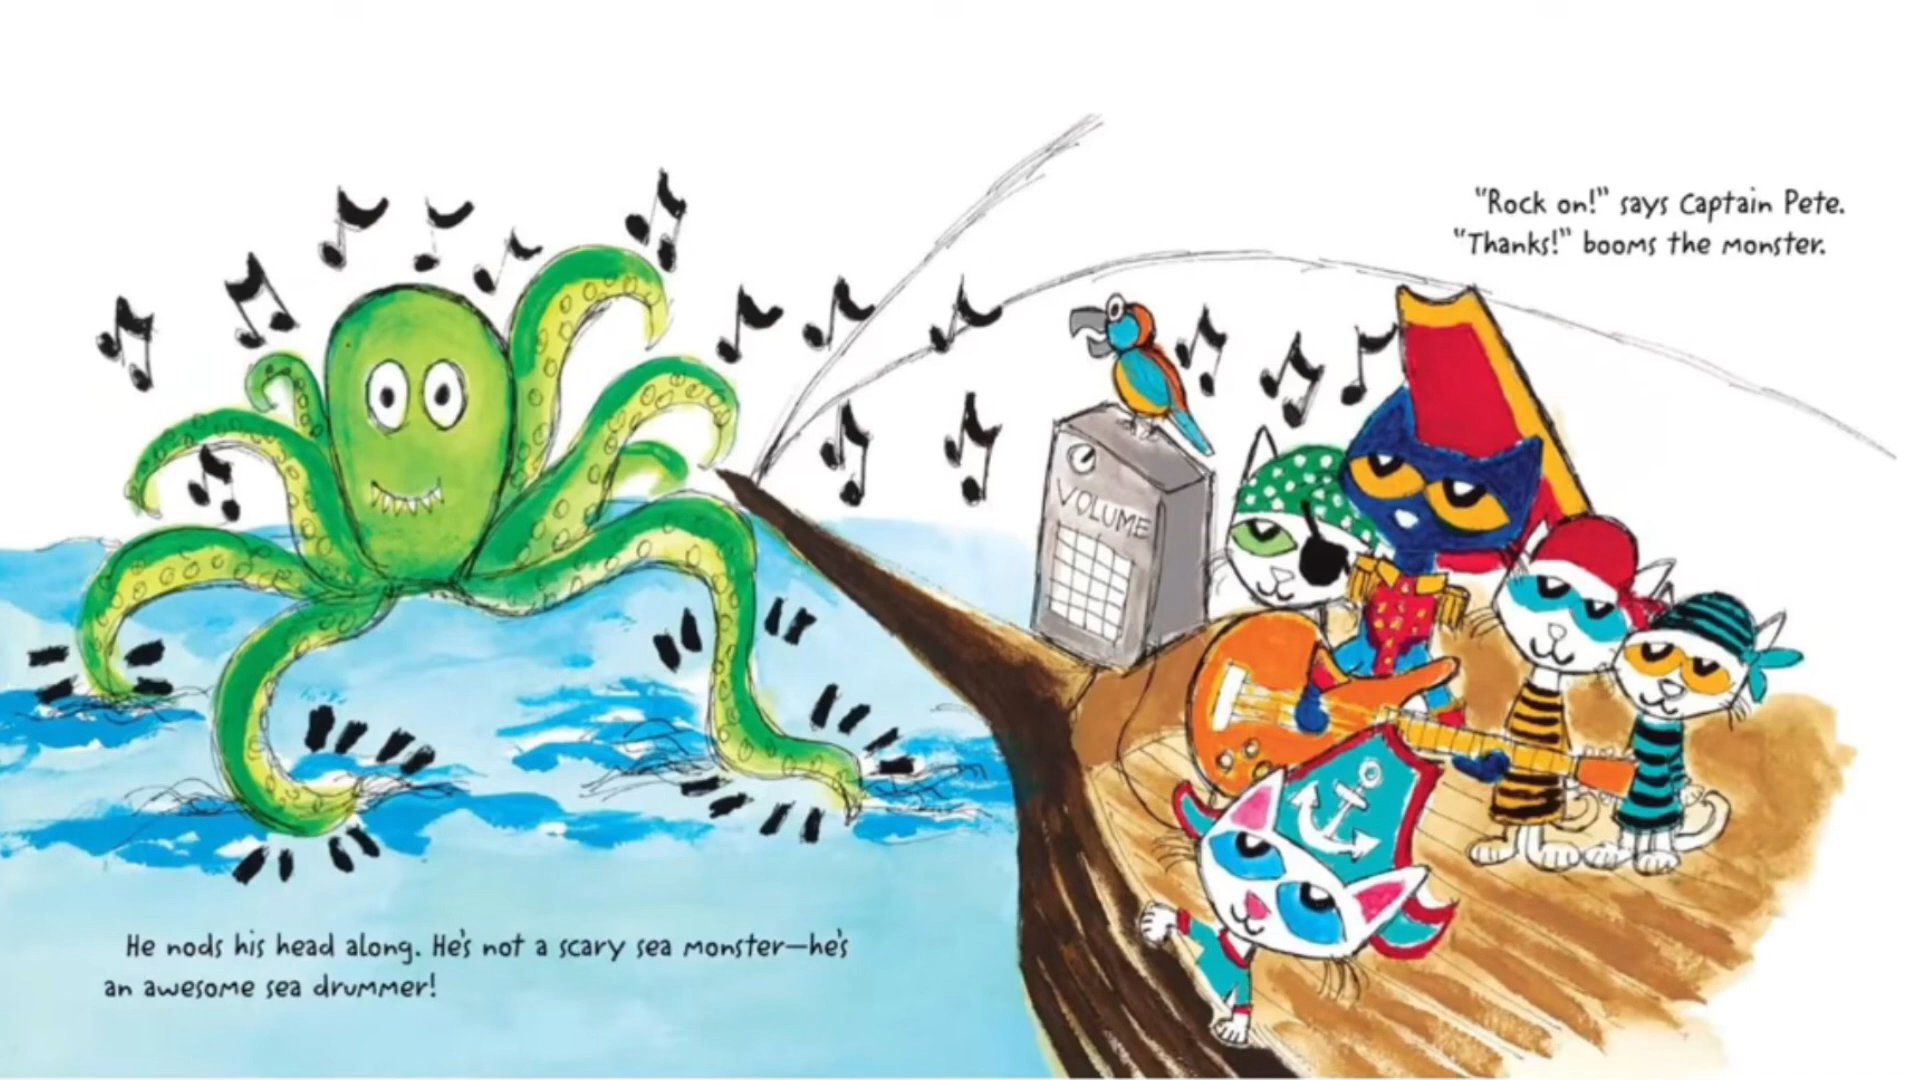 "Rock on!" says Captain Pete.
"Thanks!" booms the monster.
VOLUME
He nods his head along. He's not a scary sea monster—he's
an awesome sea drummer!